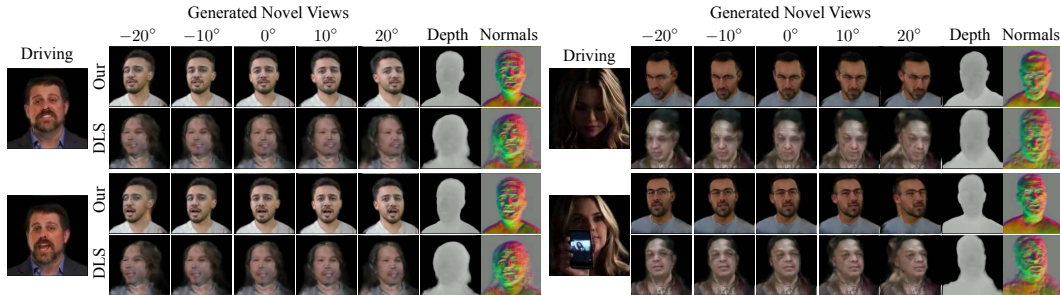 Generated Novel Views
Driving −20° −10° 0° 10° 20° Depth Normals
Our
DLS
Our
DLS
Generated Novel Views
Driving −20° −10° 0° 10° 20° Depth Normals
Our
DLS
Our
DLS